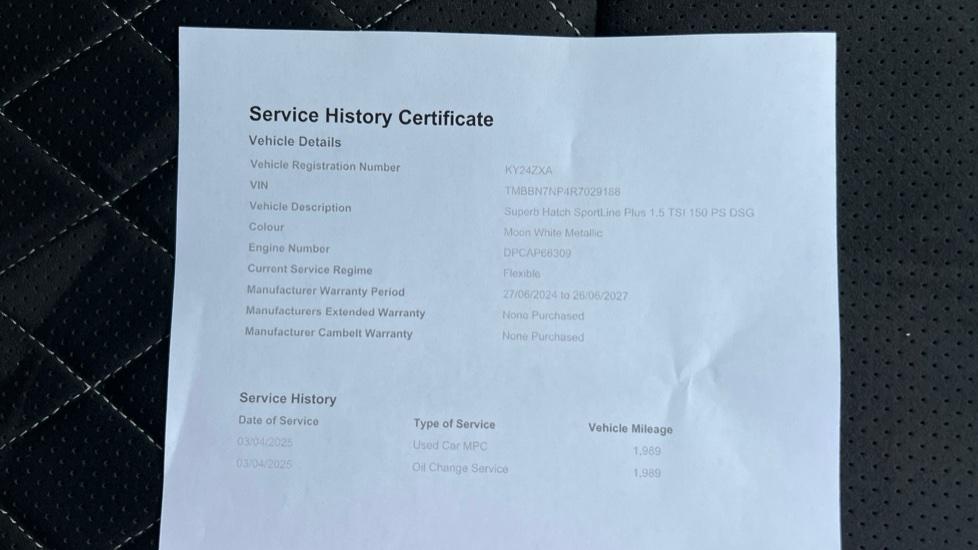 Service History Certificate
Vehicle Details
Vehicle Registration Number KY24ZXA
VIN TMBBN7NP4R7029188
Vehicle Description Superb Hatch SportLine Plus 1.5 TSI 150 PS DSG
Colour Moon White Metallic
Engine Number DPCAP66309
Current Service Regime Flexible
Manufacturer Warranty Period 27/06/2024 to 26/06/2027
Manufacturers Extended Warranty None Purchased
Manufacturer Cambelt Warranty None Purchased
Service History
Date of Service Type of Service Vehicle Mileage
03/04/2025 Used Car MPC 1,989
03/04/2025 Oil Change Service 1,989